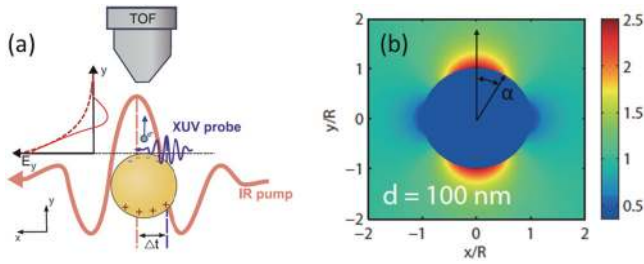 (a)
TOF
y
XUV probe
e⁻
E_y
IR pump
y
x
- - -
+ + + +
Δt
(b)
2
1
0
-1
-2
y/R
α
d = 100 nm
-2 -1 0 1 2
x/R
2.5
2
1.5
1
0.5